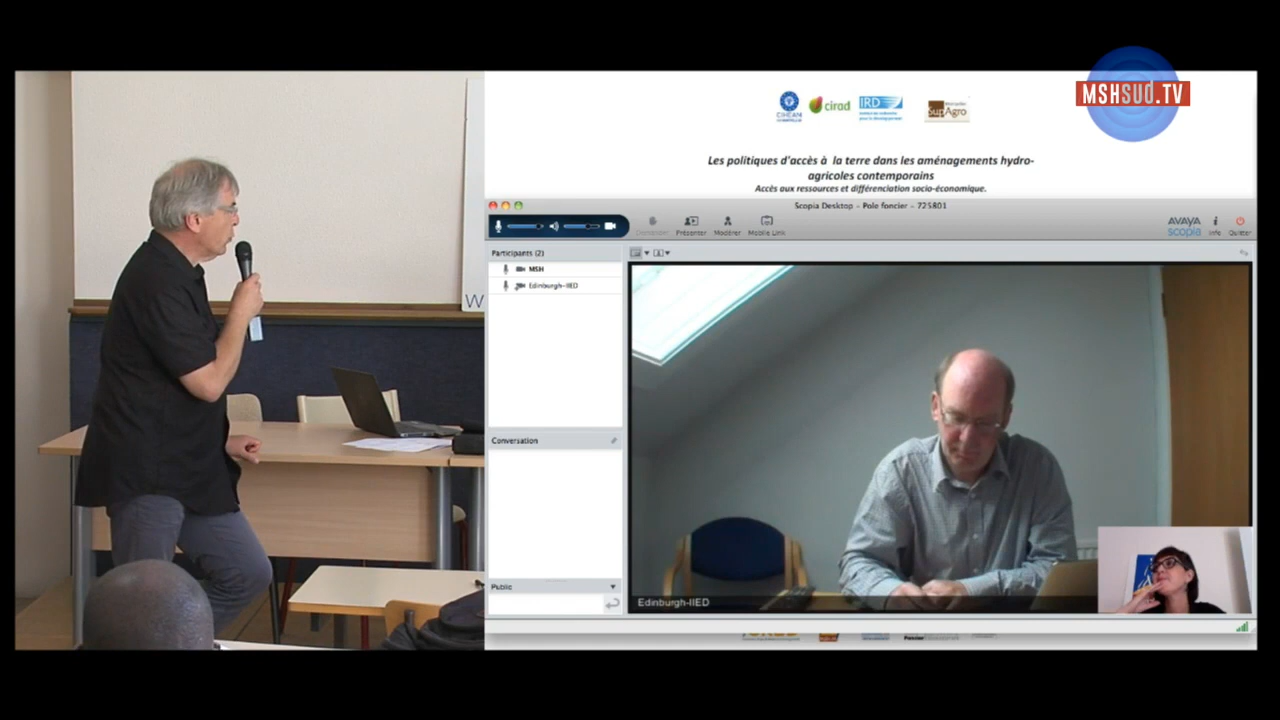 MSHSUD.TV
CIHEAM
cirad
IRD
SupAgro
Les politiques d'accès à la terre dans les aménagements hydro-
agricoles contemporains
Accès aux ressources et différenciation socio-économique.
Scopia Desktop – Pole foncier – 725801
Présenter
Modérer
Mobile Link
AVAYA
scopia
Info
Quitter
Participants (2)
MSH
Edinburgh-IIED
W
Conversation
Public
Edinburgh-IIED